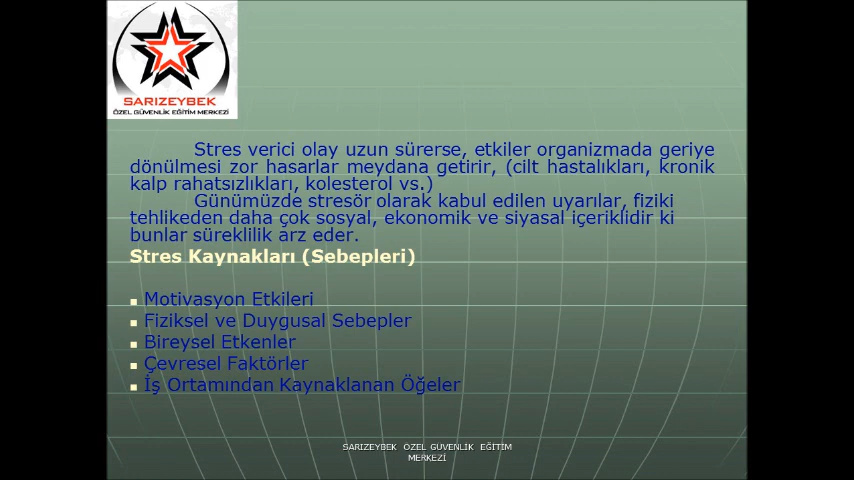 SARIZEYBEK
ÖZEL GÜVENLİK EĞİTİM MERKEZİ
Stres verici olay uzun sürerse, etkiler organizmada geriye
dönülmesi zor hasarlar meydana getirir, (cilt hastalıkları, kronik
kalp rahatsızlıkları, kolesterol vs.)
Günümüzde stresör olarak kabul edilen uyarılar, fiziki
tehlikeden daha çok sosyal, ekonomik ve siyasal içeriklidir ki
bunlar süreklilik arz eder.
Stres Kaynakları (Sebepleri)
Motivasyon Etkileri
Fiziksel ve Duygusal Sebepler
Bireysel Etkenler
Çevresel Faktörler
İş Ortamından Kaynaklanan Öğeler
SARIZEYBEK ÖZEL GÜVENLİK EĞİTİM
MERKEZİ